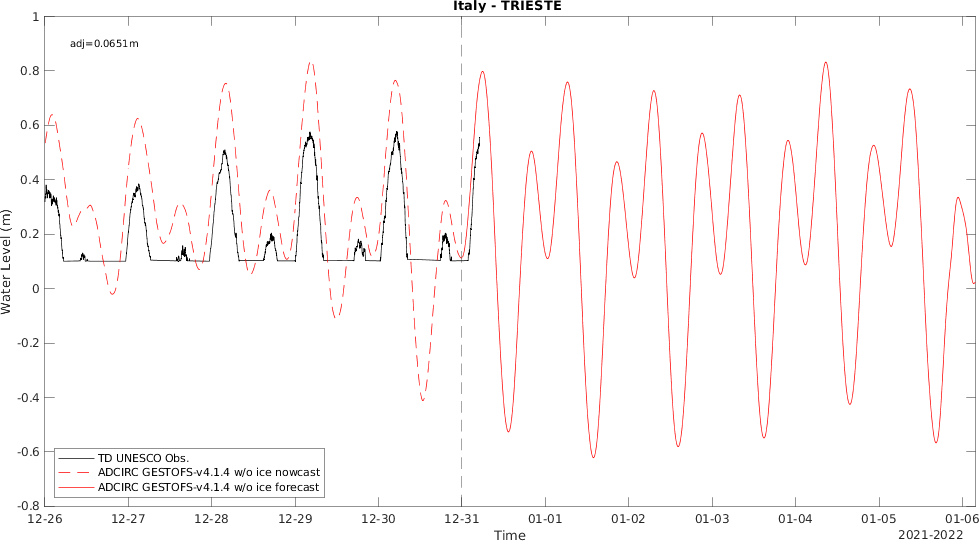 Italy - TRIESTE
adj=0.0651m
Water Level (m)
1
0.8
0.6
0.4
0.2
0
-0.2
-0.4
-0.6
-0.8
TD UNESCO Obs.
ADCIRC GESTOFS-v4.1.4 w/o ice nowcast
ADCIRC GESTOFS-v4.1.4 w/o ice forecast
12-26 12-27 12-28 12-29 12-30 12-31 01-01 01-02 01-03 01-04 01-05 01-06
Time
2021-2022